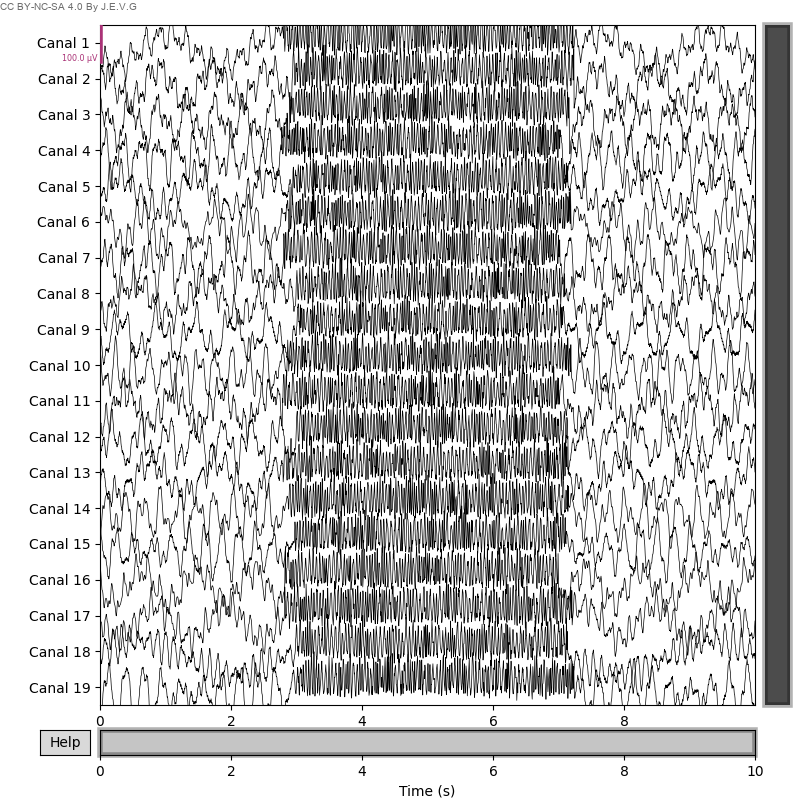 CC BY-NC-SA 4.0 By J.E.V.G
Canal 1
100.0 µV
Canal 2
Canal 3
Canal 4
Canal 5
Canal 6
Canal 7
Canal 8
Canal 9
Canal 10
Canal 11
Canal 12
Canal 13
Canal 14
Canal 15
Canal 16
Canal 17
Canal 18
Canal 19
0 2 4 6 8
Help
0 2 4 6 8 10
Time (s)